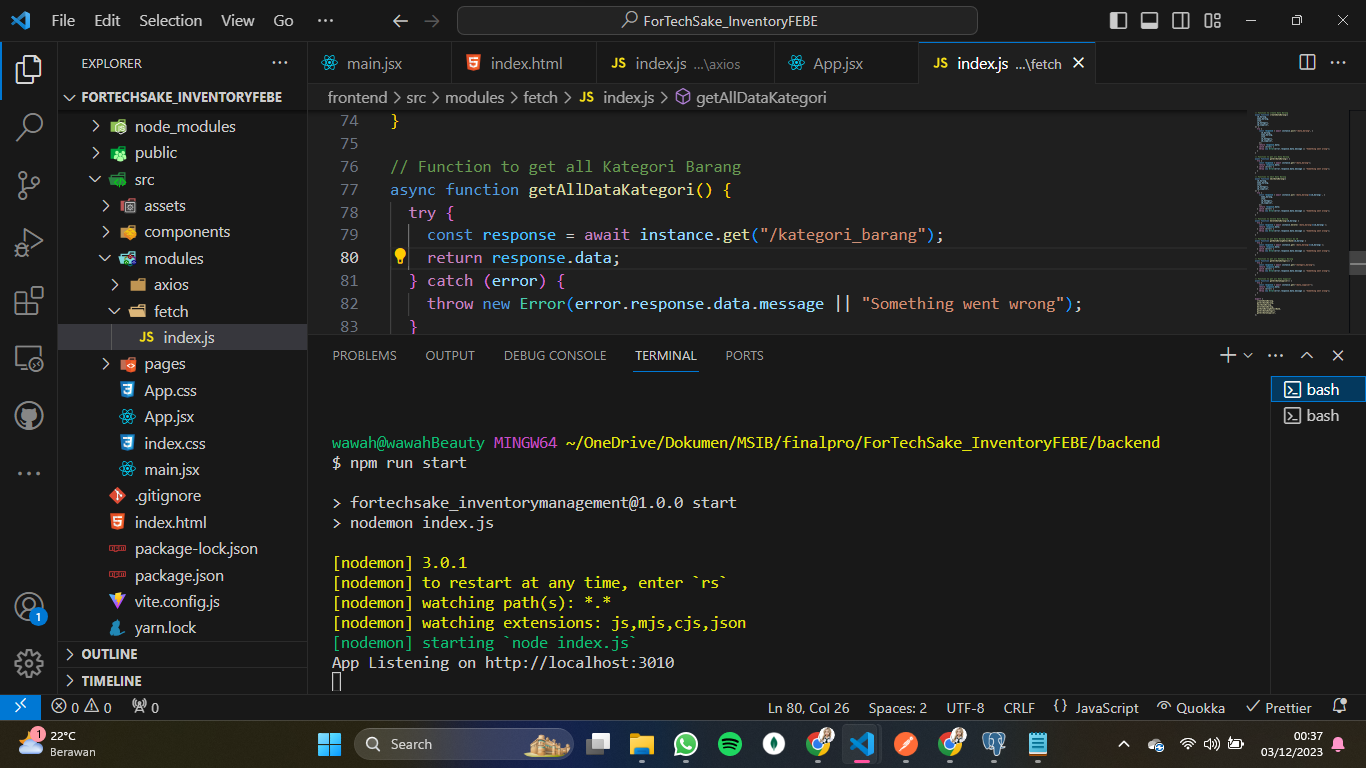 File Edit Selection View Go ForTechSake_InventoryFEBE
EXPLORER
FORTECHSAKE_INVENTORYFEBE
node_modules
public
src
assets
components
modules
axios
fetch
JS index.js
pages
App.css
App.jsx
index.css
main.jsx
.gitignore
index.html
package-lock.json
package.json
vite.config.js
yarn.lock
OUTLINE
TIMELINE
1
main.jsx index.html JS index.js ...\axios App.jsx JS index.js ...\fetch
frontend > src > modules > fetch > JS index.js > getAllDataKategori
74 }
75
76 // Function to get all Kategori Barang
77 async function getAllDataKategori() {
78 try {
79 const response = await instance.get("/kategori_barang");
80 return response.data;
81 } catch (error) {
82 throw new Error(error.response.data.message || "Something went wrong");
83 }
PROBLEMS OUTPUT DEBUG CONSOLE TERMINAL PORTS
bash
bash
wawah@wawahBeauty MINGW64 ~/OneDrive/Dokumen/MSIB/finalpro/ForTechSake_InventoryFEBE/backend
$ npm run start
> fortechsake_inventorymanagement@1.0.0 start
> nodemon index.js
[nodemon] 3.0.1
[nodemon] to restart at any time, enter `rs`
[nodemon] watching path(s): *.*
[nodemon] watching extensions: js,mjs,cjs,json
[nodemon] starting `node index.js`
App Listening on http://localhost:3010
0 0 0 Ln 80, Col 26 Spaces: 2 UTF-8 CRLF {} JavaScript Quokka Prettier
1
22°C
Berawan
Search
00:37
03/12/2023